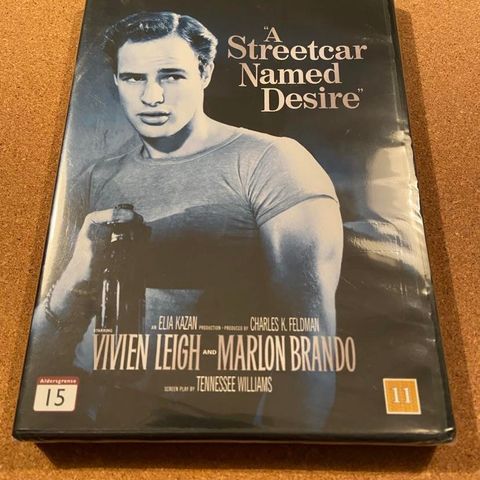 "A
Streetcar
Named
Desire"
AN ELIA KAZAN PRODUCTION · PRODUCED BY CHARLES K. FELDMAN
STARRING
VIVIEN LEIGH AND MARLON BRANDO
SCREEN PLAY BY TENNESSEE WILLIAMS
Aldersgrense
15
11